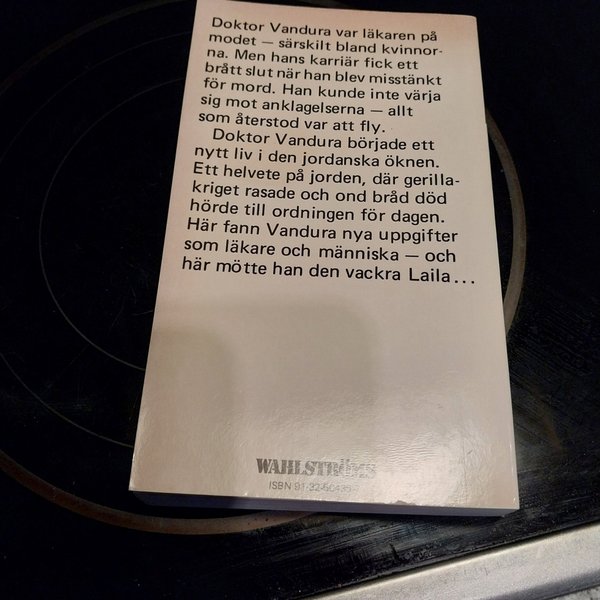 Doktor Vandura var läkaren på
modet — särskilt bland kvinnor-
na. Men hans karriär fick ett
brått slut när han blev misstänkt
för mord. Han kunde inte värja
sig mot anklagelserna — allt
som återstod var att fly.
Doktor Vandura började ett
nytt liv i den jordanska öknen.
Ett helvete på jorden, där gerilla-
kriget rasade och ond bråd död
hörde till ordningen för dagen.
Här fann Vandura nya uppgifter
som läkare och människa — och
här mötte han den vackra Laila...
WAHLSTRÖMS
ISBN